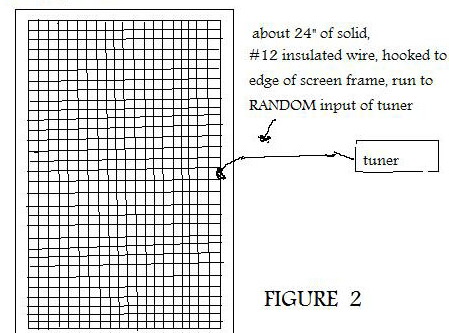 about 24" of solid,
#12 insulated wire, hooked to
edge of screen frame, run to
RANDOM input of tuner
tuner
FIGURE 2